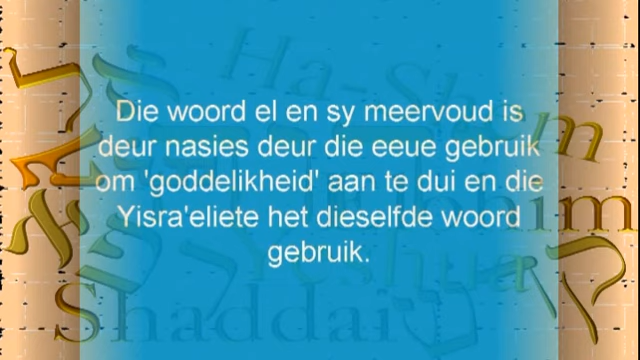 Die woord el en sy meervoud is
deur nasies deur die eeue gebruik
om 'goddelikheid' aan te dui en die
Yisra'eliete het dieselfde woord
gebruik.
Ha-Shem
Shaddai